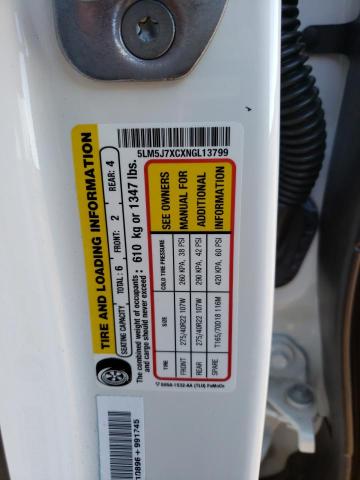 5LM5J7XCXNGL13799
TIRE AND LOADING INFORMATION
SEATING CAPACITY TOTAL: 6 FRONT: 2 REAR: 4
The combined weight of occupants
and cargo should never exceed : 610 kg or 1347 lbs.
TIRE SIZE COLD TIRE PRESSURE
FRONT 275/40R22 107W 260 KPA, 38 PSI
REAR 275/40R22 107W 290 KPA, 42 PSI
SPARE T165/70D18 116M 420 KPA, 60 PSI
SEE OWNERS
MANUAL FOR
ADDITIONAL
INFORMATION
10896 + 991745